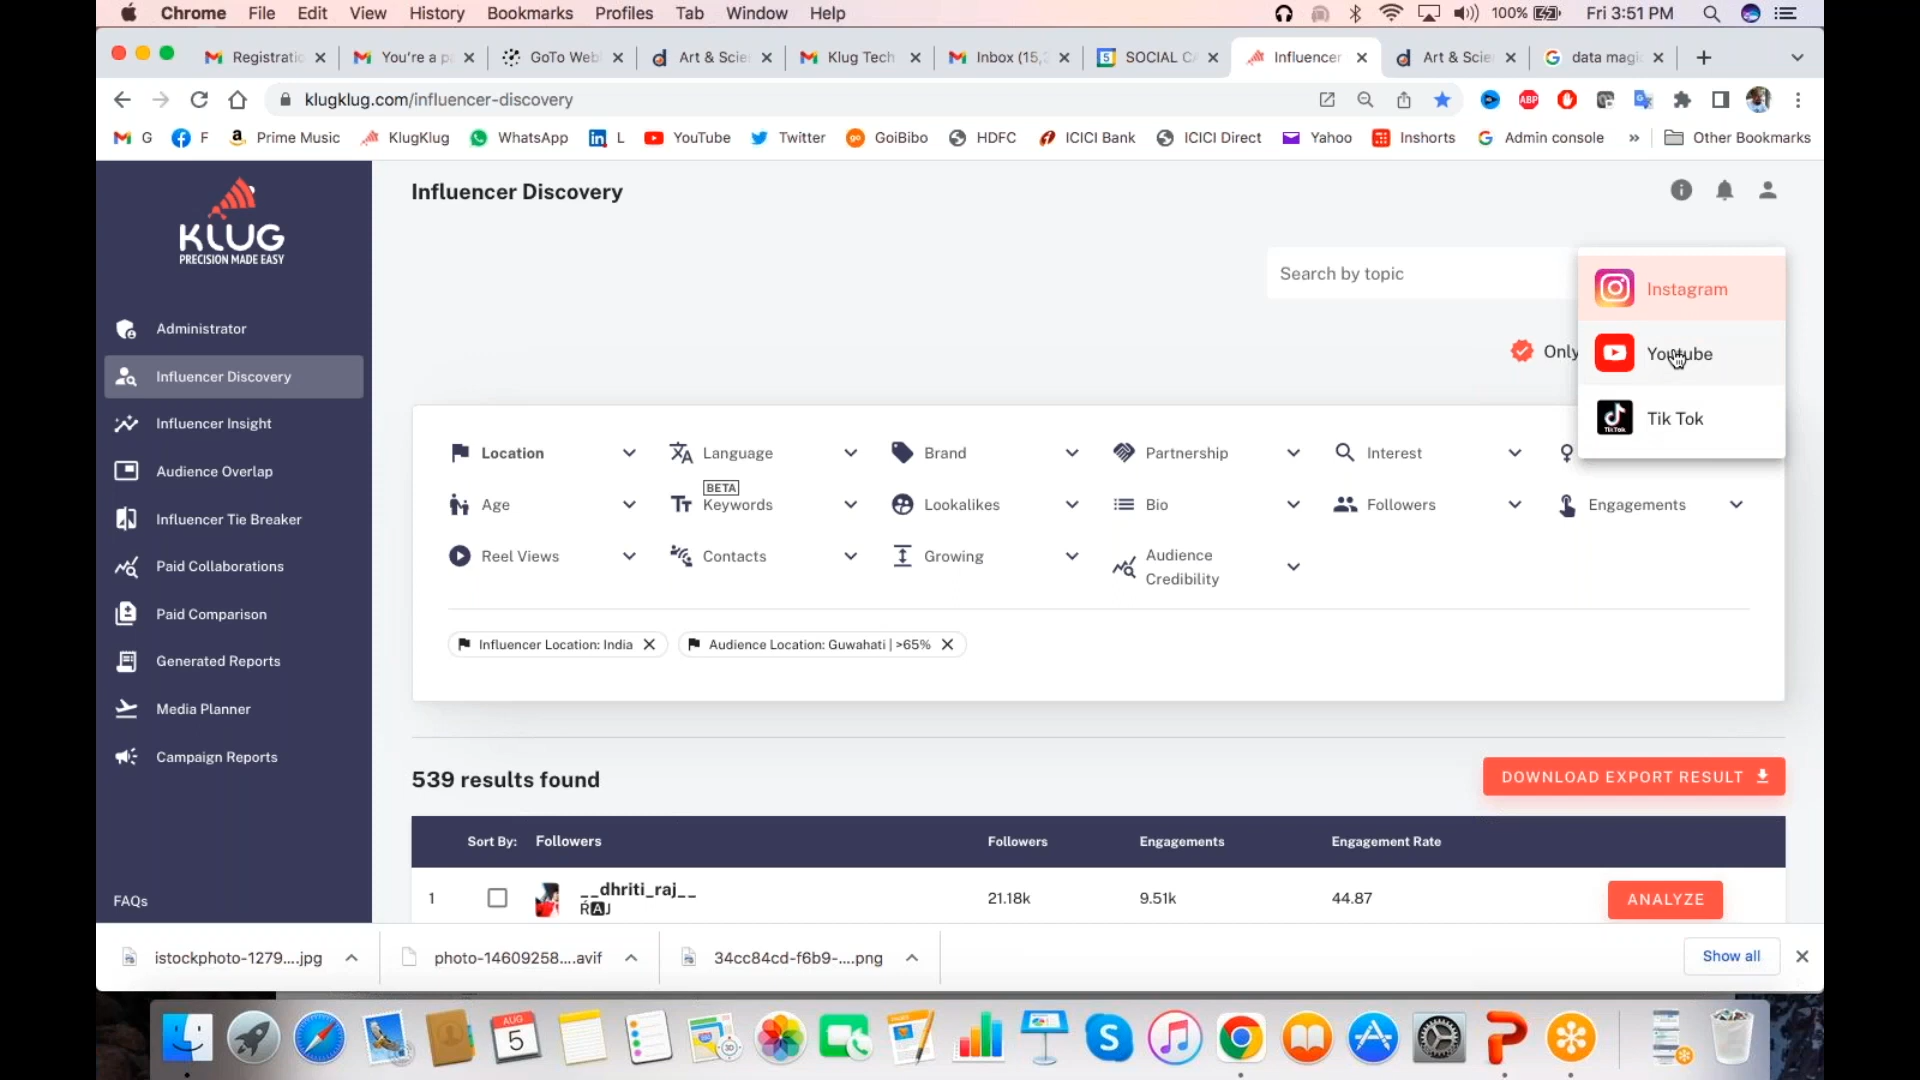 Chrome File Edit View History Bookmarks Profiles Tab Window Help 100% Fri 3:51 PM
Registratio You're a pa GoTo Web Art & Scie Klug Tech Inbox (15, SOCIAL CA Influencer Art & Scie data magi
klugklug.com/influencer-discovery ABP
G F Prime Music KlugKlug WhatsApp L YouTube Twitter GoiBibo HDFC ICICI Bank ICICI Direct Yahoo Inshorts Admin console » Other Bookmarks
KLUG
PRECISION MADE EASY
Administrator
Influencer Discovery
Influencer Insight
Audience Overlap
Influencer Tie Breaker
Paid Collaborations
Paid Comparison
Generated Reports
Media Planner
Campaign Reports
FAQs
Influencer Discovery
Search by topic
Instagram
Youtube
Tik Tok
Only
Location Language Brand Partnership Interest
BETA
Age Keywords Lookalikes Bio Followers Engagements
Reel Views Contacts Growing Audience Credibility
Influencer Location: India Audience Location: Guwahati | >65%
539 results found DOWNLOAD EXPORT RESULT
Sort By: Followers Followers Engagements Engagement Rate
1 __dhriti_raj__ 21.18k 9.51k 44.87 ANALYZE
ŔAJ
istockphoto-1279....jpg photo-14609258....avif 34cc84cd-f6b9-....png Show all
AUG
5